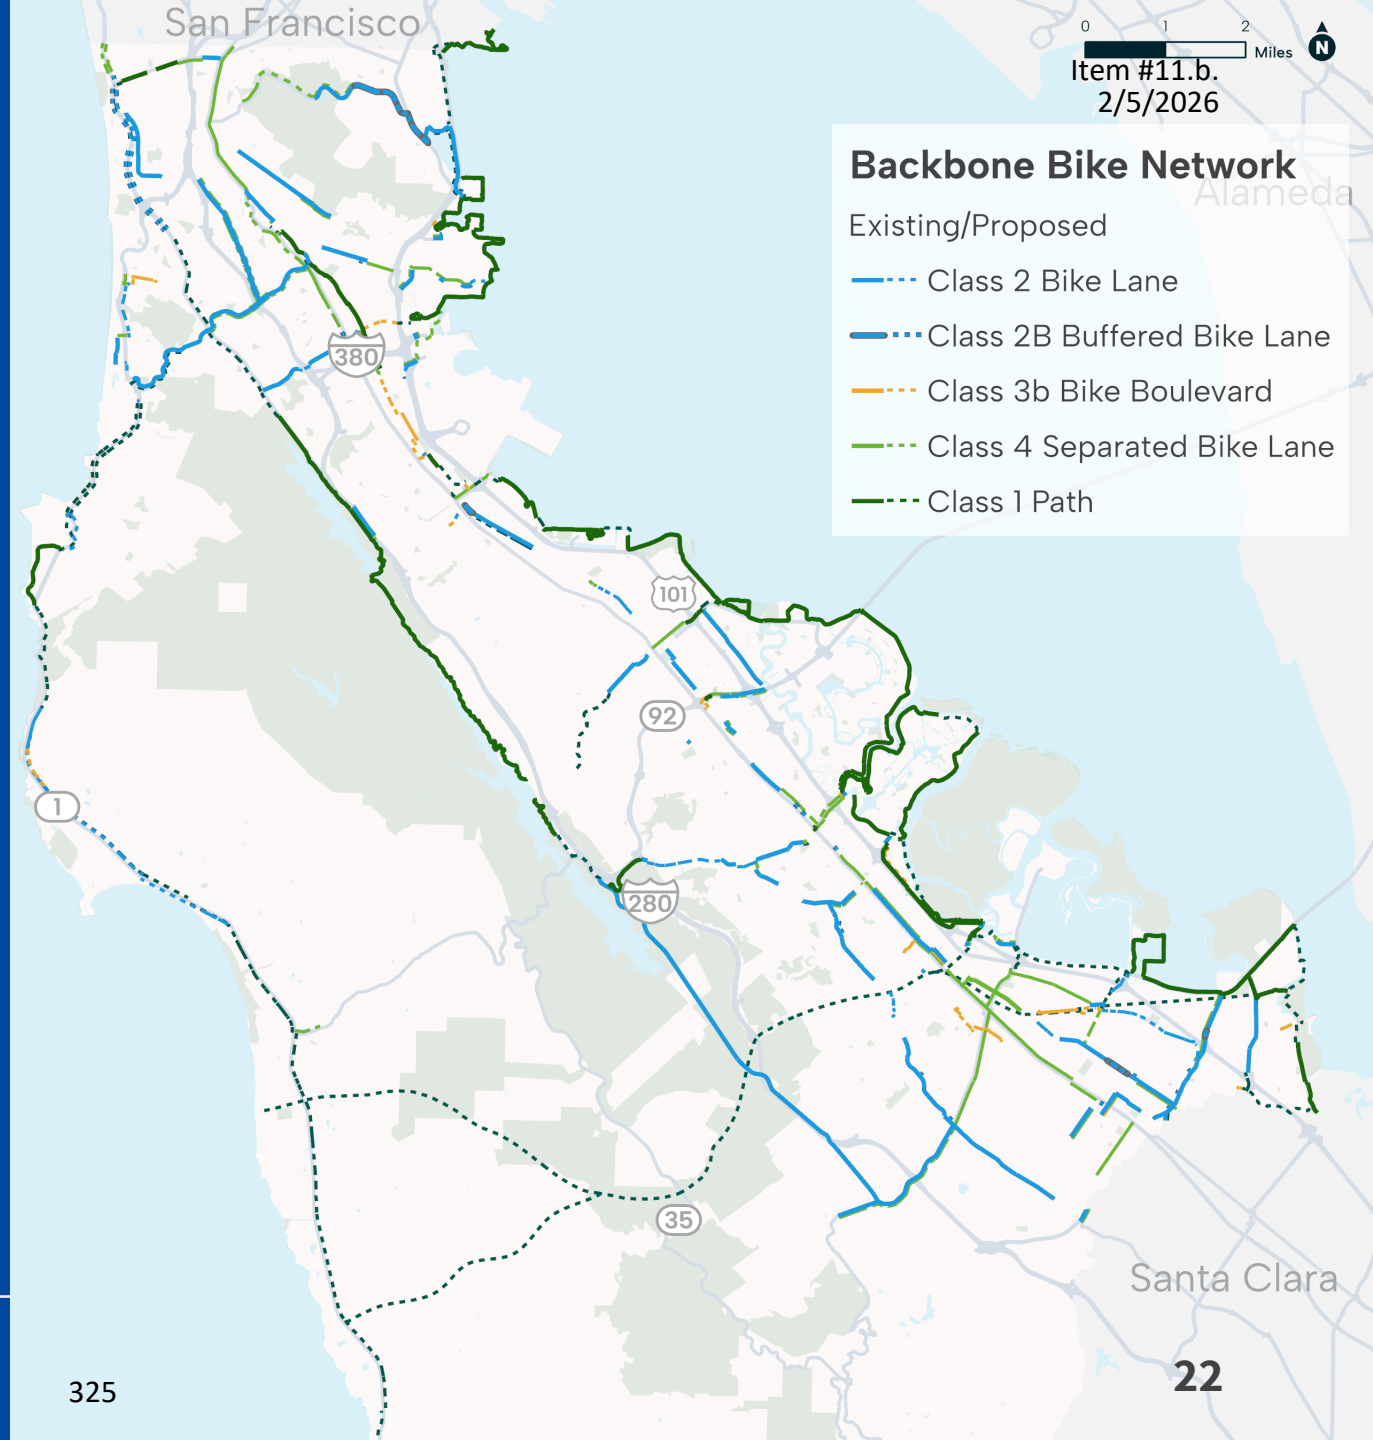 San Francisco
0 1 2
Miles
N
Item #11.b.
2/5/2026
Backbone Bike Network
Alameda
Existing/Proposed
Class 2 Bike Lane
Class 2B Buffered Bike Lane
Class 3b Bike Boulevard
Class 4 Separated Bike Lane
Class 1 Path
380
101
92
1
280
35
Santa Clara
22
325